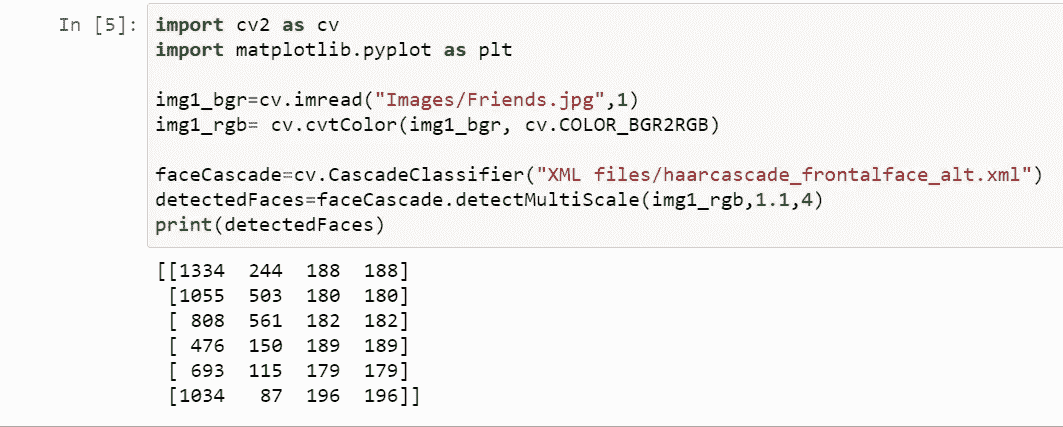 In [5]: import cv2 as cv
import matplotlib.pyplot as plt
img1_bgr=cv.imread("Images/Friends.jpg",1)
img1_rgb= cv.cvtColor(img1_bgr, cv.COLOR_BGR2RGB)
faceCascade=cv.CascadeClassifier("XML files/haarcascade_frontalface_alt.xml")
detectedFaces=faceCascade.detectMultiScale(img1_rgb,1.1,4)
print(detectedFaces)
[[1334  244  188  188]
 [1055  503  180  180]
 [ 808  561  182  182]
 [ 476  150  189  189]
 [ 693  115  179  179]
 [1034   87  196  196]]